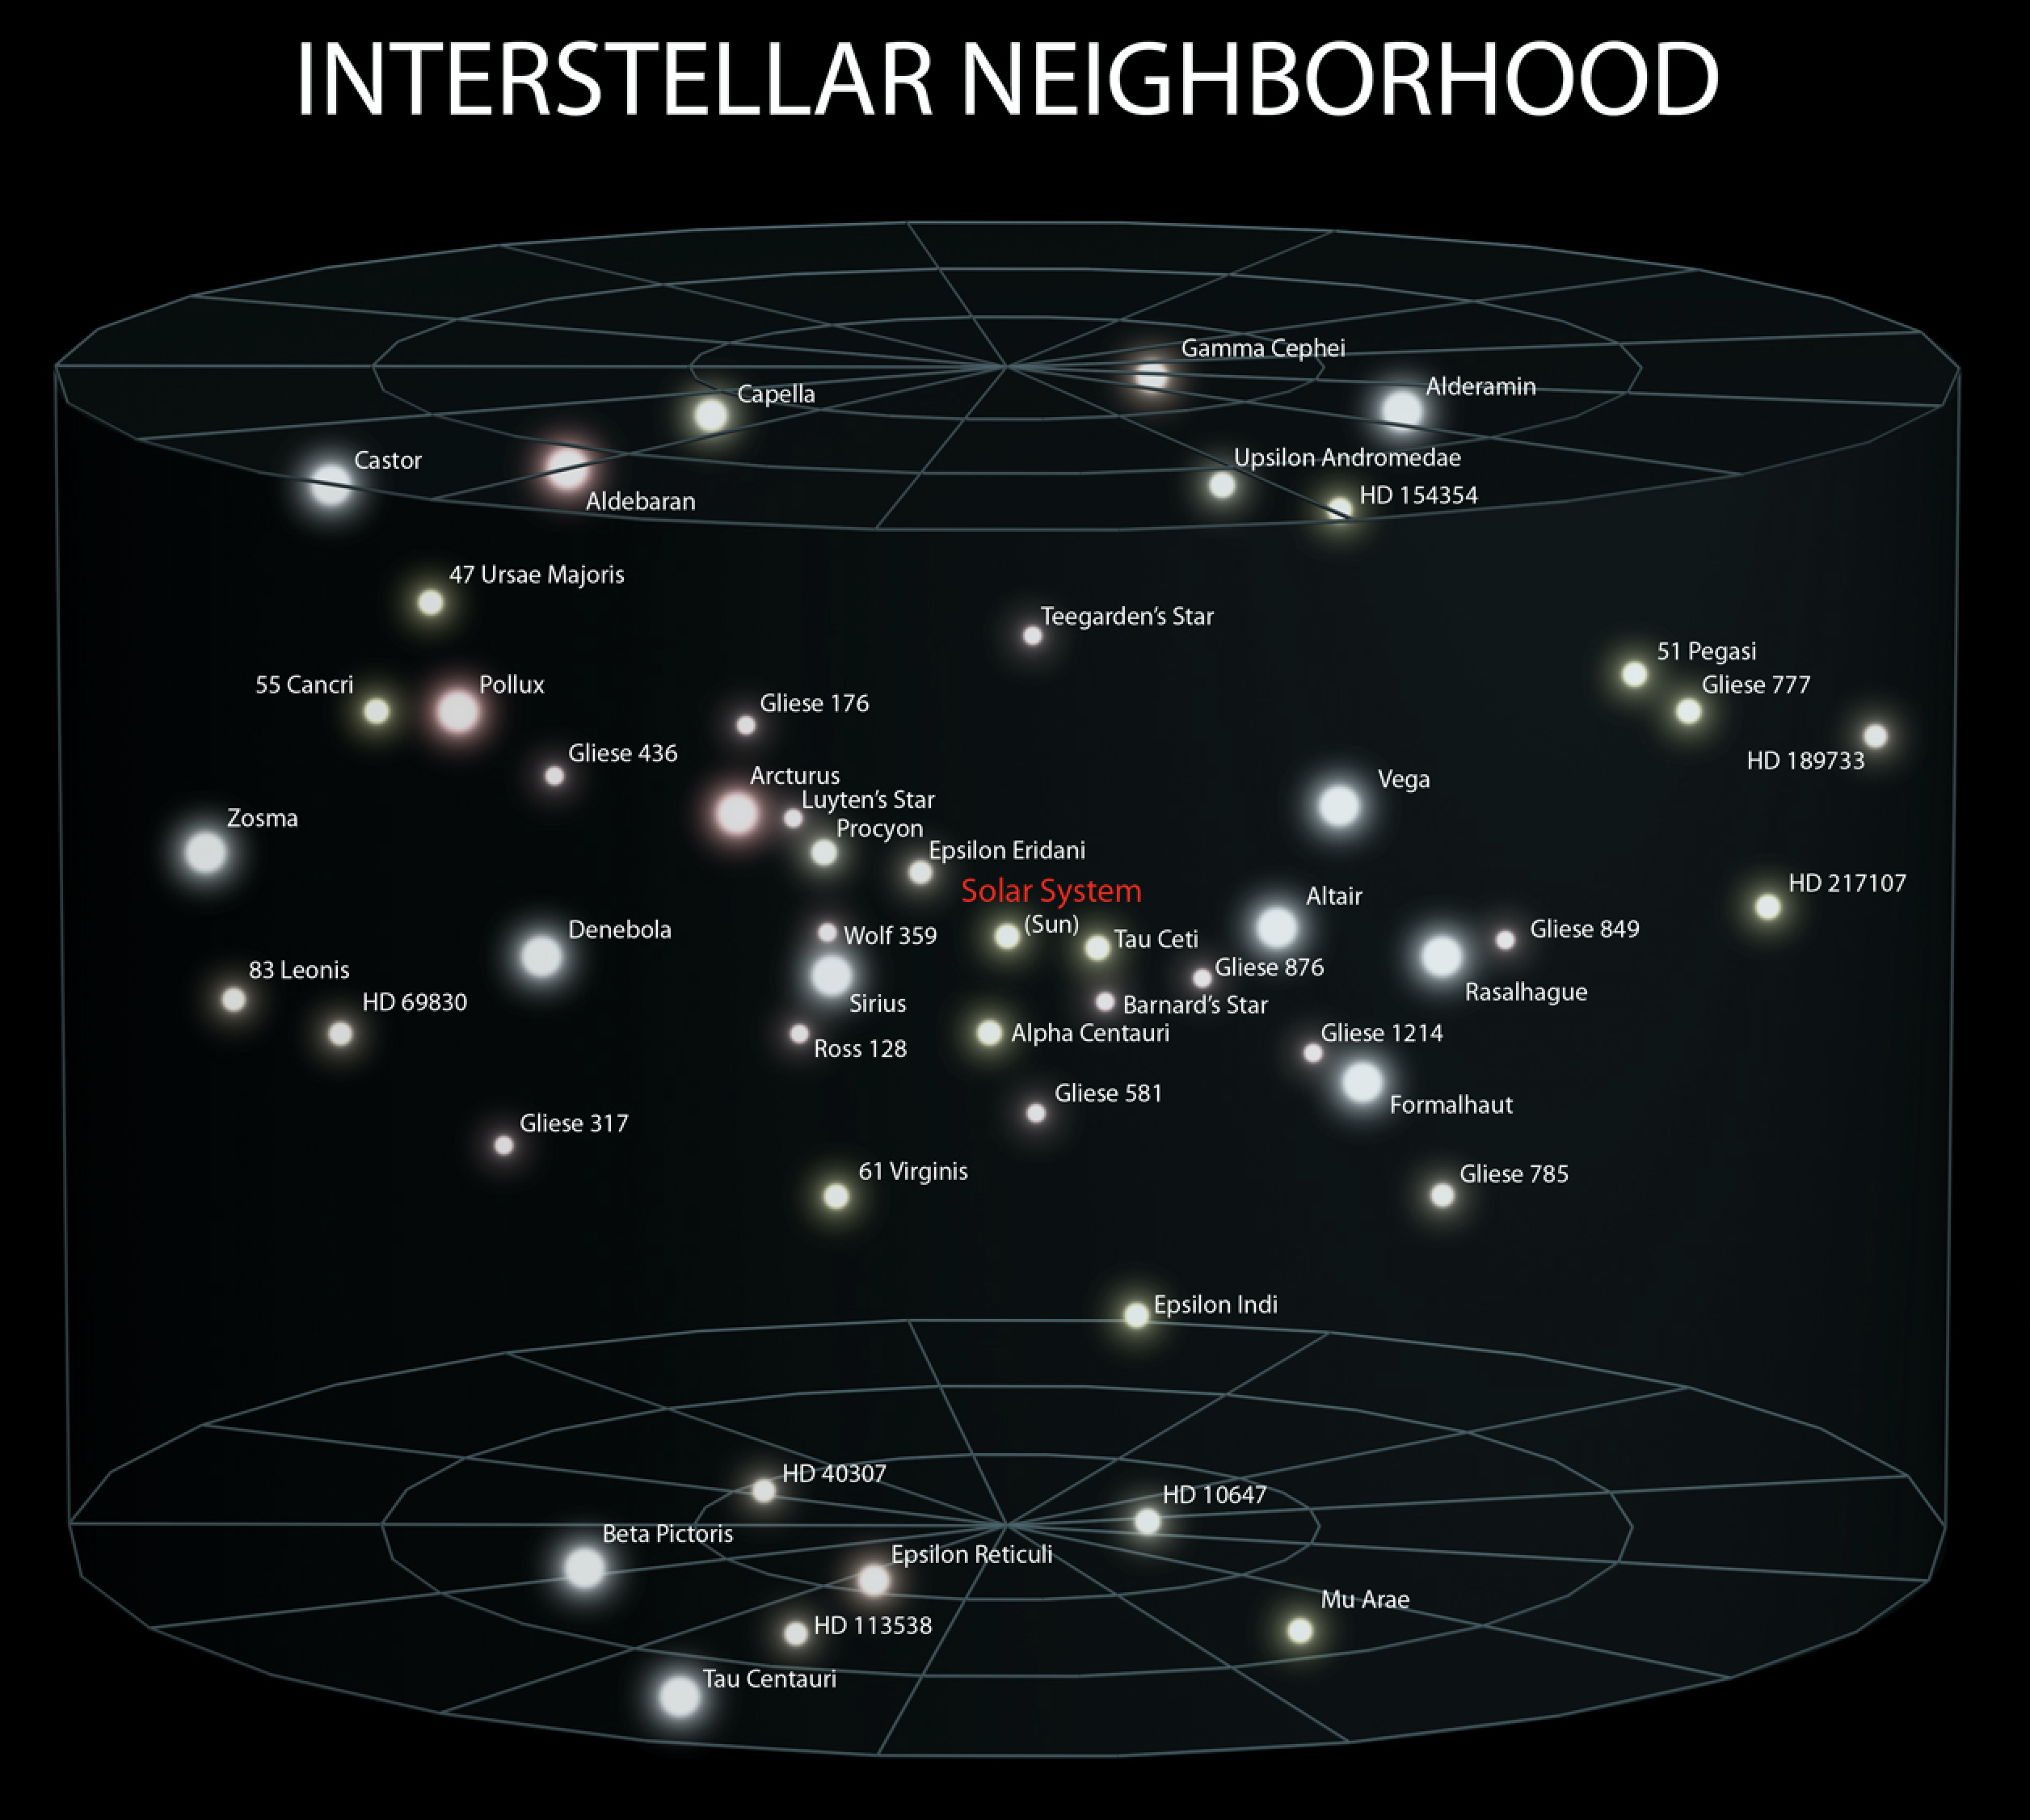 INTERSTELLAR NEIGHBORHOOD
Gamma Cephei
Alderamin
Capella
Castor
Upsilon Andromedae
Aldebaran
HD 154354
47 Ursae Majoris
Teegarden's Star
51 Pegasi
55 Cancri
Pollux
Gliese 777
Gliese 176
Gliese 436
HD 189733
Arcturus
Vega
Luyten's Star
Zosma
Procyon
Epsilon Eridani
Solar System
(Sun)
HD 217107
Altair
Denebola
Wolf 359
Tau Ceti
Gliese 849
83 Leonis
Gliese 876
Rasalhague
HD 69830
Sirius
Barnard's Star
Alpha Centauri
Gliese 1214
Ross 128
Gliese 581
Formalhaut
Gliese 317
61 Virginis
Gliese 785
Epsilon Indi
HD 40307
HD 10647
Beta Pictoris
Epsilon Reticuli
Mu Arae
HD 113538
Tau Centauri